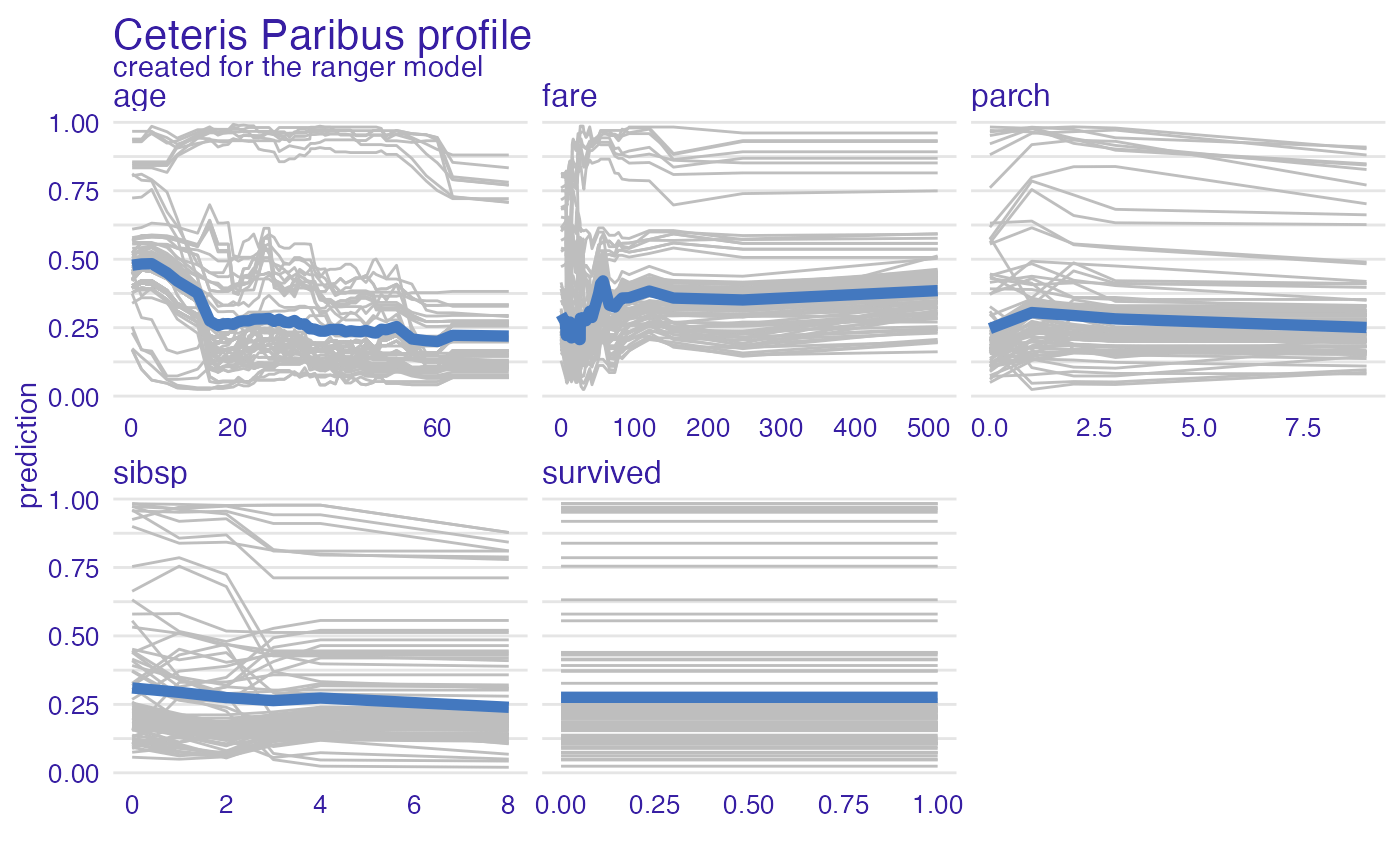 Ceteris Paribus profile
created for the ranger model
age
fare
parch
1.00
0.75
0.50
0.25
0.00
0 20 40 60
0 100 200 300 400 500
0.0 2.5 5.0 7.5
prediction
sibsp
survived
1.00
0.75
0.50
0.25
0.00
0 2 4 6 8
0.00 0.25 0.50 0.75 1.00